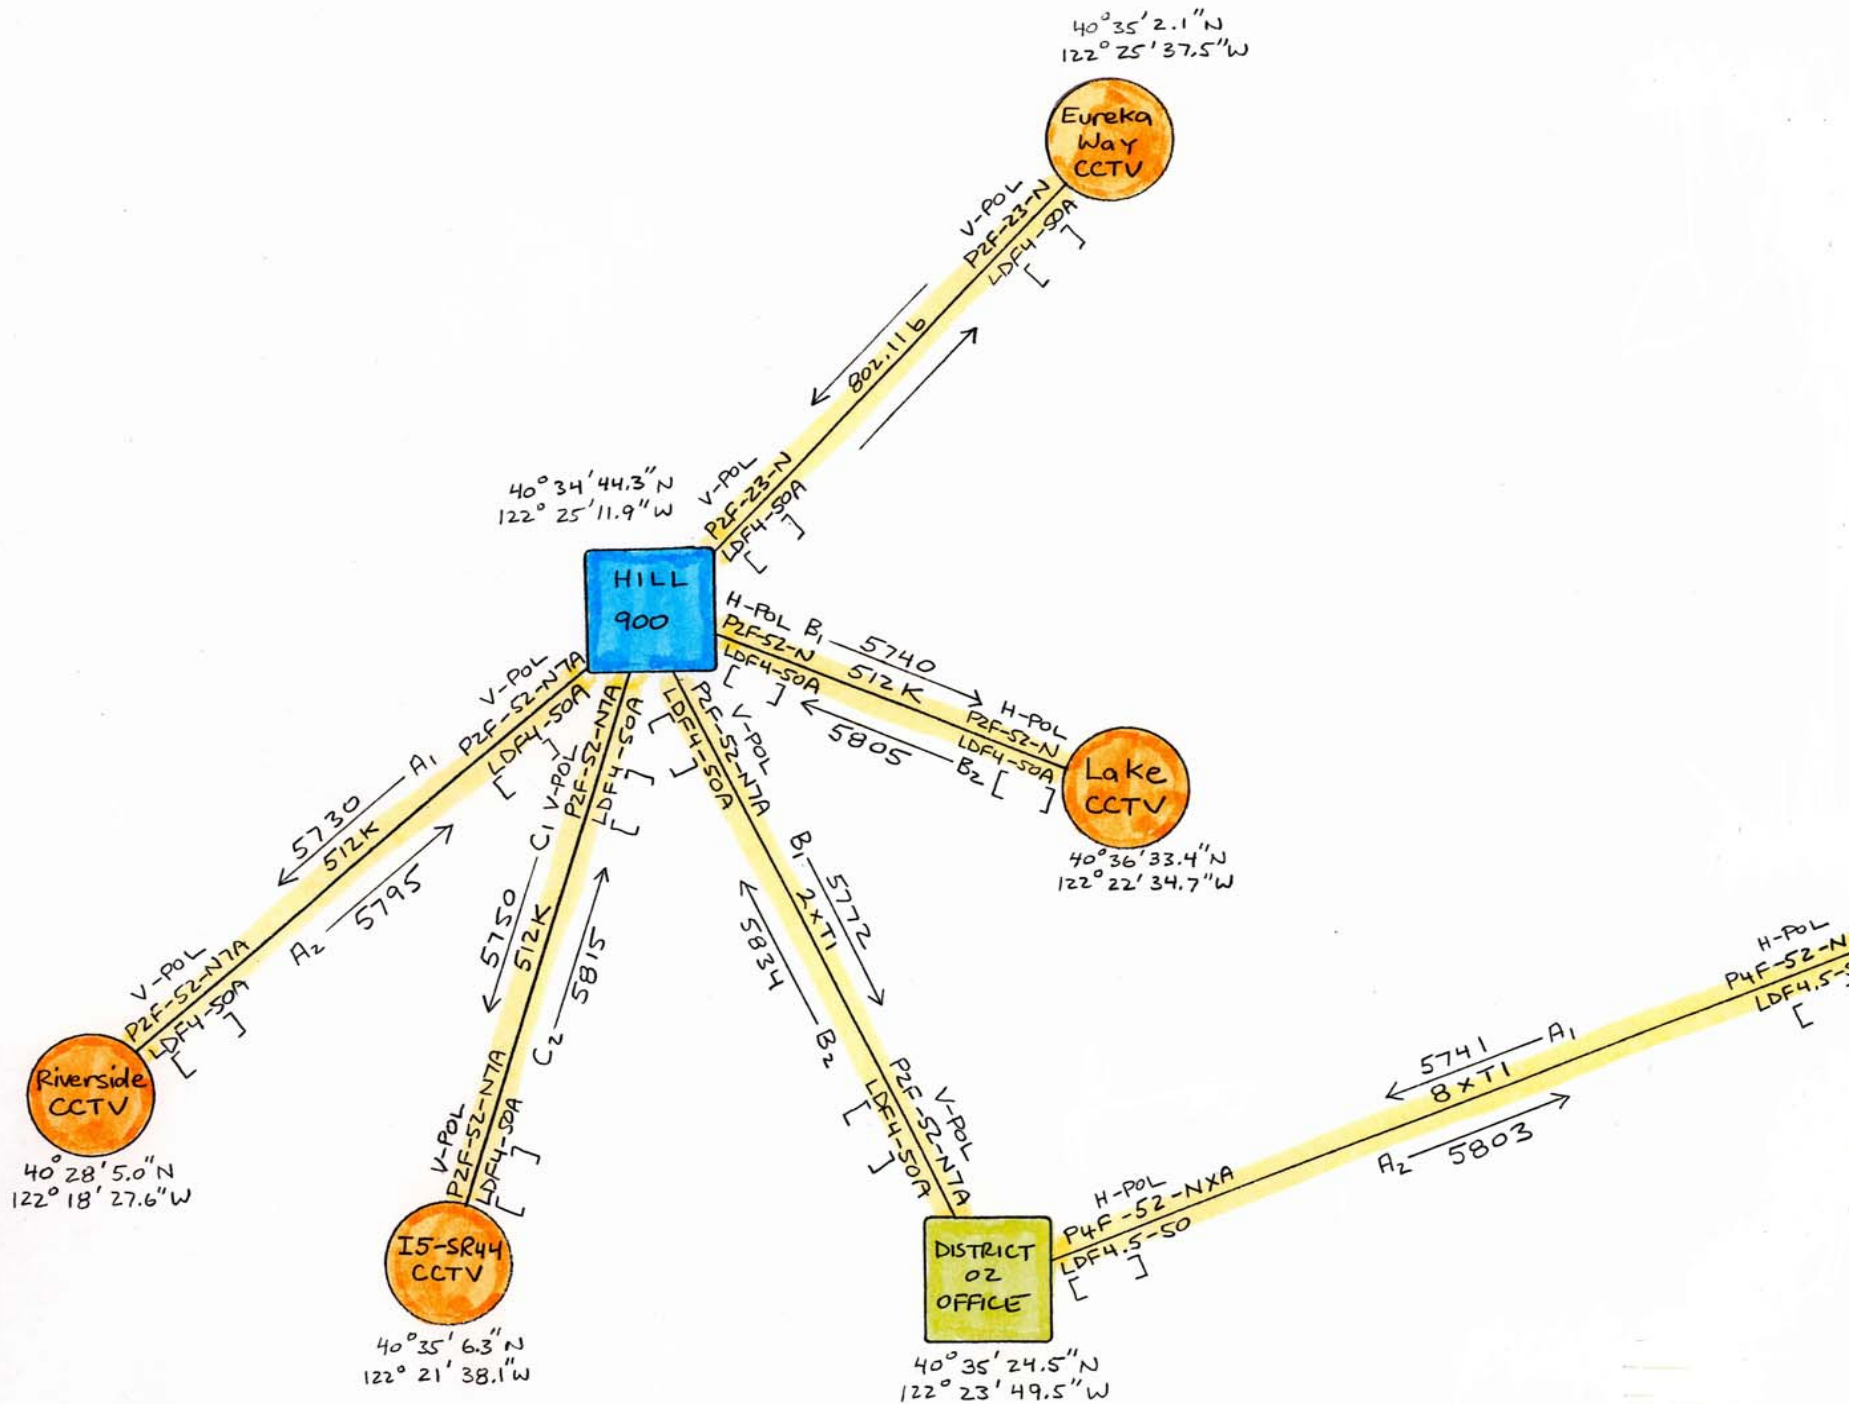 40°35'2.1"N
122°25'37.5"W
Eureka
Way
CCTV
V-POL
P2F-23-N
LDF4-50A
[ ]
802.11b
V-POL
P2F-23-N
LDF4-50A
[ ]
40°34'44.3"N
122°25'11.9"W
HILL
900
H-POL B1
5740
P2F-52-N
LDF4-50A
[ ]
512K
5805
B2
H-POL
P2F-52-N
LDF4-50A
[ ]
Lake
CCTV
40°36'33.4"N
122°22'34.7"W
V-POL
P2F-52-N7A
LDF4-50A
[ ]
A1
5730
512K
A2
5795
V-POL
P2F-52-N7A
LDF4-50A
[ ]
Riverside
CCTV
40°28'5.0"N
122°18'27.6"W
V-POL
P2F-52-N7A
LDF4-50A
[ ]
C1
5750
512K
C2
5815
V-POL
P2F-52-N7A
LDF4-50A
[ ]
I5-SR44
CCTV
40°35'6.3"N
122°21'38.1"W
V-POL
P2F-52-N7A
LDF4-50A
[ ]
B1
5772
2xT1
5834
B2
V-POL
P2F-52-N7A
LDF4-50A
[ ]
DISTRICT
02
OFFICE
40°35'24.5"N
122°23'49.5"W
H-POL
P4F-52-NXA
LDF4.5-50
[ ]
5741
A1
8xT1
A2
5803
H-POL
P4F-52-N
LDF4.5-5
[